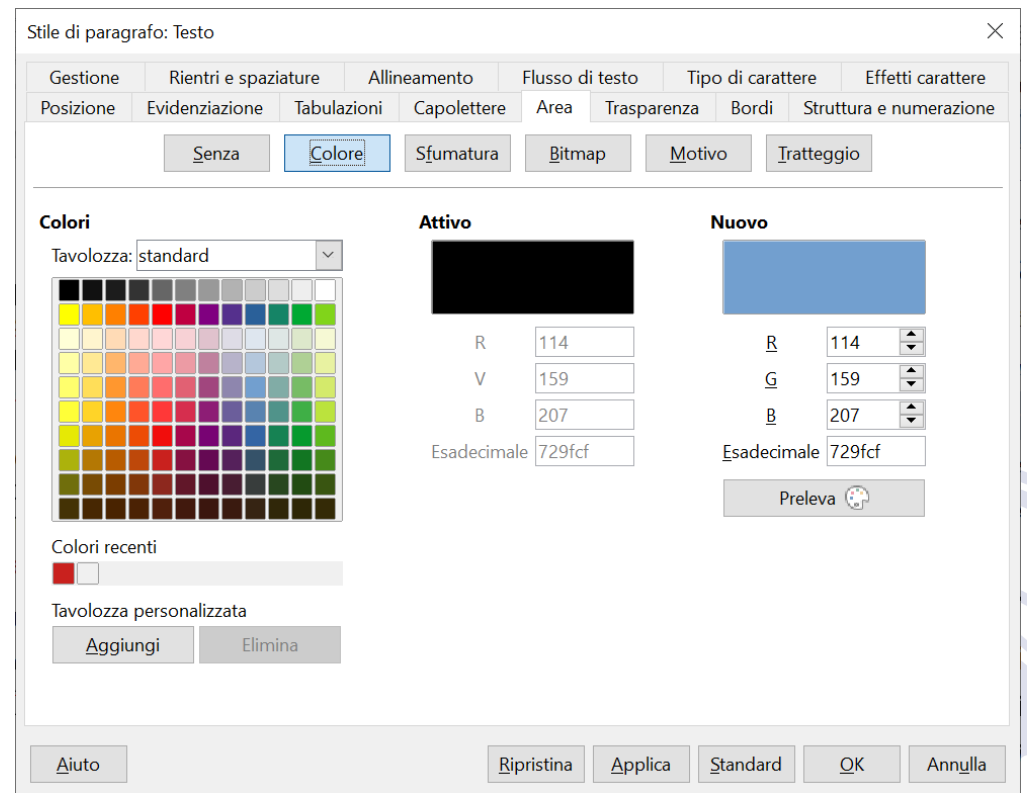 Stile di paragrafo: Testo
Gestione Rientri e spaziature Allineamento Flusso di testo Tipo di carattere Effetti carattere
Posizione Evidenziazione Tabulazioni Capolettere Area Trasparenza Bordi Struttura e numerazione
Senza Colore Sfumatura Bitmap Motivo Tratteggio
Colori Attivo Nuovo
Tavolozza: standard
R 114 R 114
V 159 G 159
B 207 B 207
Esadecimale 729fcf Esadecimale 729fcf
Preleva
Colori recenti
Tavolozza personalizzata
Aggiungi Elimina
Aiuto Ripristina Applica Standard OK Annulla